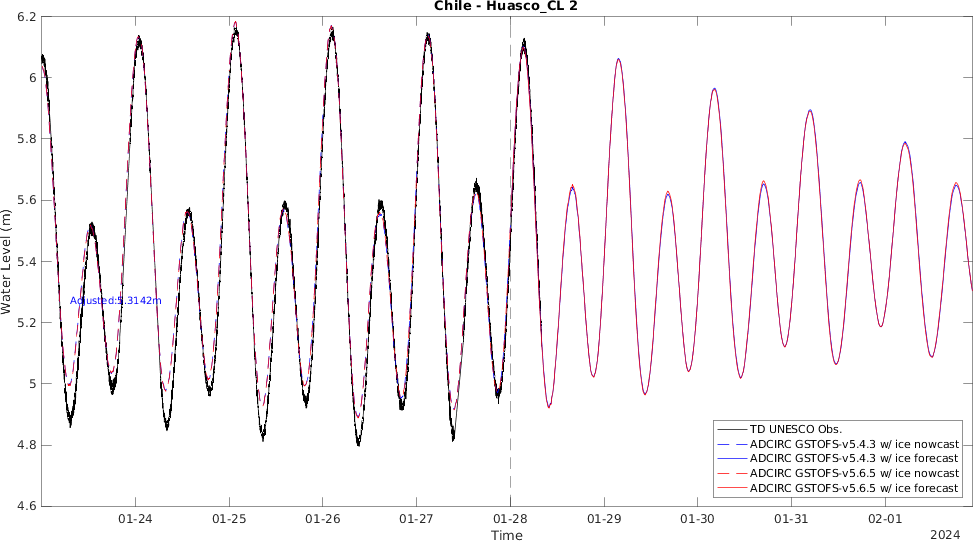 Chile - Huasco_CL 2
6.2
6
5.8
5.6
5.4
5.2
5
4.8
4.6
Water Level (m)
Adjusted:5.3142m
TD UNESCO Obs.
ADCIRC GSTOFS-v5.4.3 w/ ice nowcast
ADCIRC GSTOFS-v5.4.3 w/ ice forecast
ADCIRC GSTOFS-v5.6.5 w/ ice nowcast
ADCIRC GSTOFS-v5.6.5 w/ ice forecast
01-24 01-25 01-26 01-27 01-28 01-29 01-30 01-31 02-01
Time
2024